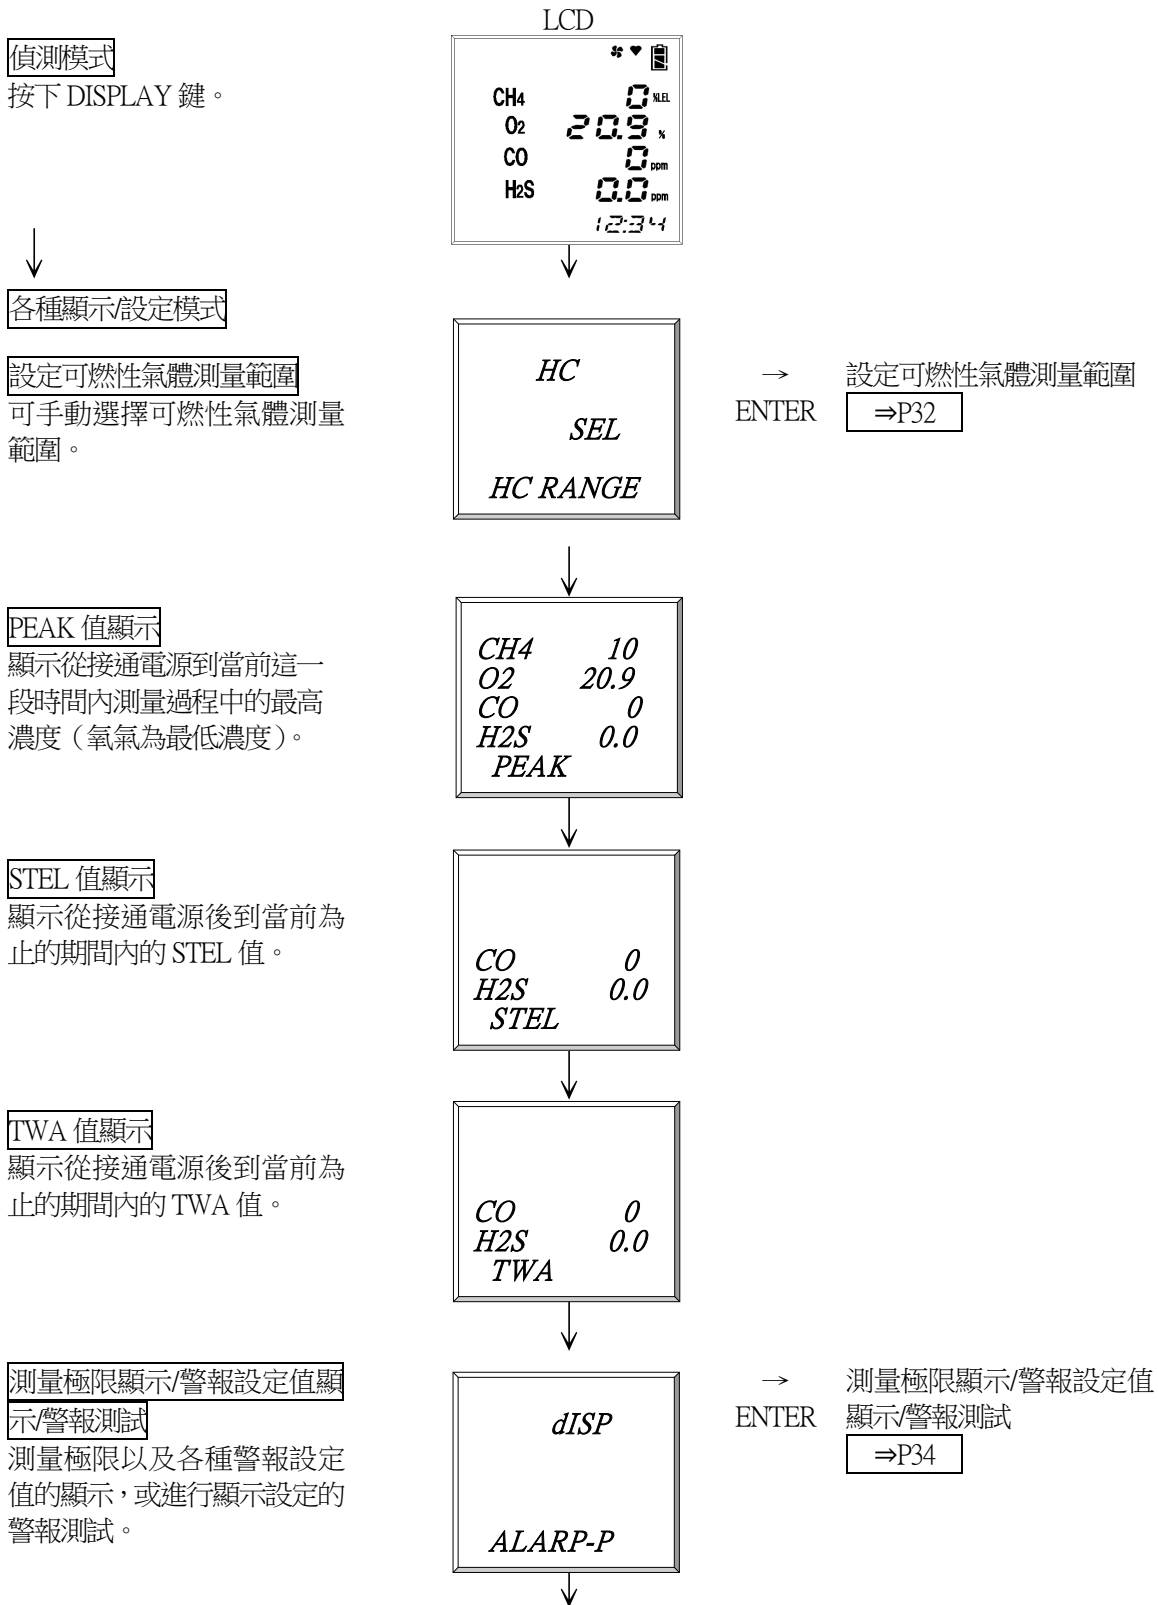 LCD
偵測模式
按下 DISPLAY 鍵。
CH4 0 %LEL
O2 20.9 %
CO 0 ppm
H2S 0.0 ppm
12:34
各種顯示/設定模式
設定可燃性氣體測量範圍
可手動選擇可燃性氣體測量
範圍。
HC
SEL
HC RANGE
→
ENTER
設定可燃性氣體測量範圍
⇒P32
PEAK 值顯示
顯示從接通電源到當前這一
段時間內測量過程中的最高
濃度（氧氣為最低濃度）。
CH4 10
O2 20.9
CO 0
H2S 0.0
PEAK
STEL 值顯示
顯示從接通電源後到當前為
止的期間內的 STEL 值。
CO 0
H2S 0.0
STEL
TWA 值顯示
顯示從接通電源後到當前為
止的期間內的 TWA 值。
CO 0
H2S 0.0
TWA
測量極限顯示/警報設定值顯
示/警報測試
測量極限以及各種警報設定
值的顯示，或進行顯示設定的
警報測試。
dISP
ALARP-P
→
ENTER
測量極限顯示/警報設定值
顯示/警報測試
⇒P34